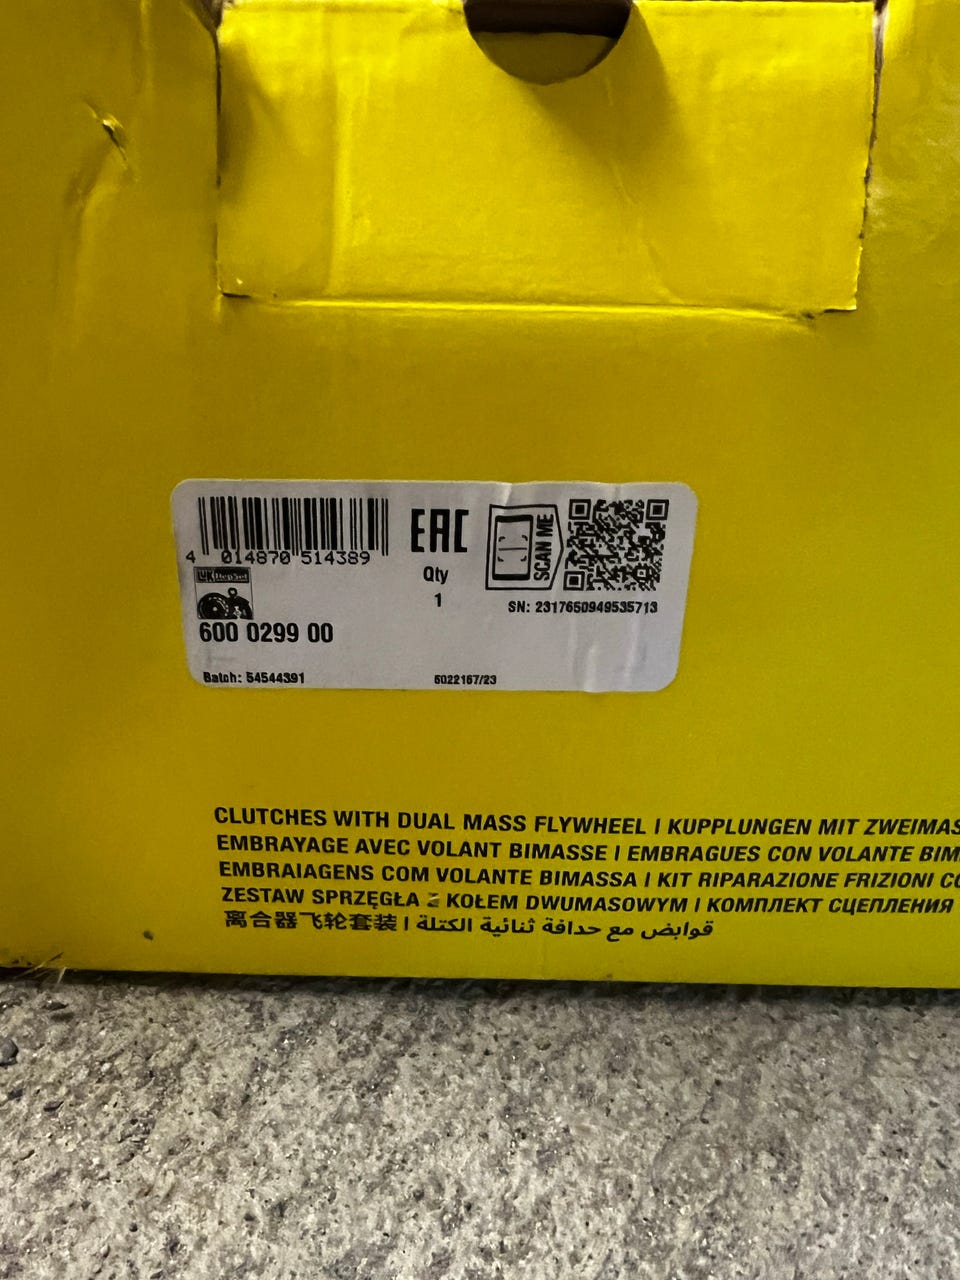 4 014870 514389
EAC
Qty
1
SCAN ME
SN: 2317650949535713
LUK RepSet
600 0299 00
Batch: 54544391
6022167/23
CLUTCHES WITH DUAL MASS FLYWHEEL | KUPPLUNGEN MIT ZWEIMAS
EMBRAYAGE AVEC VOLANT BIMASSE | EMBRAGUES CON VOLANTE BIM
EMBRAIAGENS COM VOLANTE BIMASSA | KIT RIPARAZIONE FRIZIONI CO
ZESTAW SPRZĘGŁA Z KOŁEM DWUMASOWYM | КОМПЛЕКТ СЦЕПЛЕНИЯ
离合器飞轮套装 | قوابض مع حدافة ثنائية الكتلة